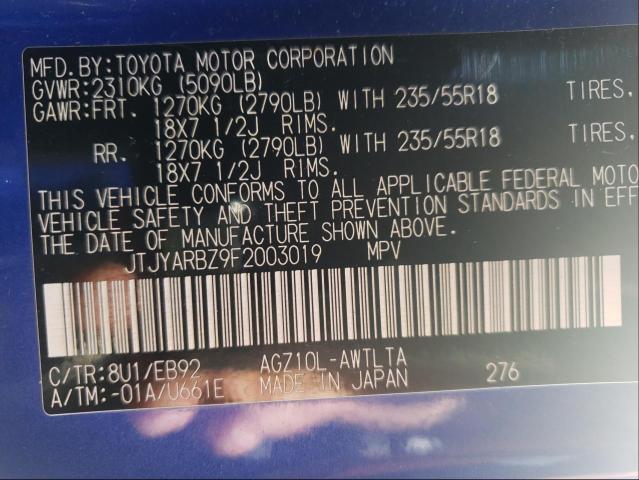 MFD.BY:TOYOTA MOTOR CORPORATION
GVWR:2310KG (5090LB)
GAWR:FRT. 1270KG (2790LB) WITH 235/55R18 TIRES.
18X7 1/2J RIMS.
RR. 1270KG (2790LB) WITH 235/55R18 TIRES.
18X7 1/2J RIMS.
THIS VEHICLE CONFORMS TO ALL APPLICABLE FEDERAL MOTO
VEHICLE SAFETY AND THEFT PREVENTION STANDARDS IN EFF
THE DATE OF MANUFACTURE SHOWN ABOVE.
JTJYARBZ9F2003019 MPV
C/TR:8U1/EB92 AGZ10L-AWTLTA
A/TM:-01A/U661E MADE IN JAPAN 276